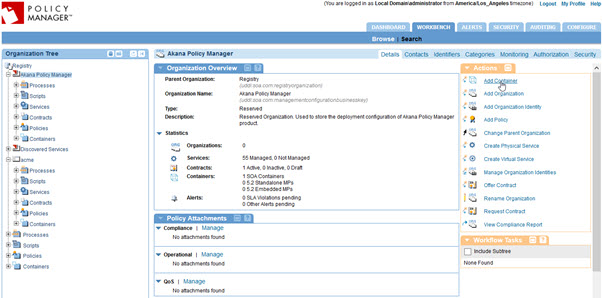 POLICY
MANAGER™
(You are logged in as Local Domain\administrator from America/Los_Angeles timezone)
Logout My Profile Help
DASHBOARD WORKBENCH ALERTS SECURITY AUDITING CONFIGURE
Browse | Search
Organization Tree
Registry
Akana Policy Manager
Processes
Scripts
Services
Contracts
Policies
Containers
Discovered Services
acme
Processes
Scripts
Services
Contracts
Policies
Containers
Processes
Scripts
Policies
Containers
Akana Policy Manager
Details Contacts Identifiers Categories Monitoring Authorization Security
Organization Overview
Parent Organization: Registry
(uddi:soa.com:registryorganization)
Organization Name: Akana Policy Manager
(uddi:soa.com:managementconfigurationbusinesskey)
Type: Reserved
Description: Reserved Organization. Used to store the deployment configuration of Akana Policy Manager
product.
Statistics
Organizations: 0
Services: 55 Managed, 0 Not Managed
Contracts: 1 Active, 0 Inactive, 0 Draft
Containers: 1 SOA Containers
0 5.2 Standalone MPs
0 5.2 Embedded MPs
Alerts: 0 SLA Violations pending
0 Other Alerts pending
Policy Attachments
Compliance | Manage
No attachments found
Operational | Manage
No attachments found
QoS | Manage
No attachments found
Actions
Add Container
Add Organization
Add Organization Identity
Add Policy
Change Parent Organization
Create Physical Service
Create Virtual Service
Manage Organization Identities
Offer Contract
Rename Organization
Request Contract
View Compliance Report
Workflow Tasks
Include Subtree
None Found